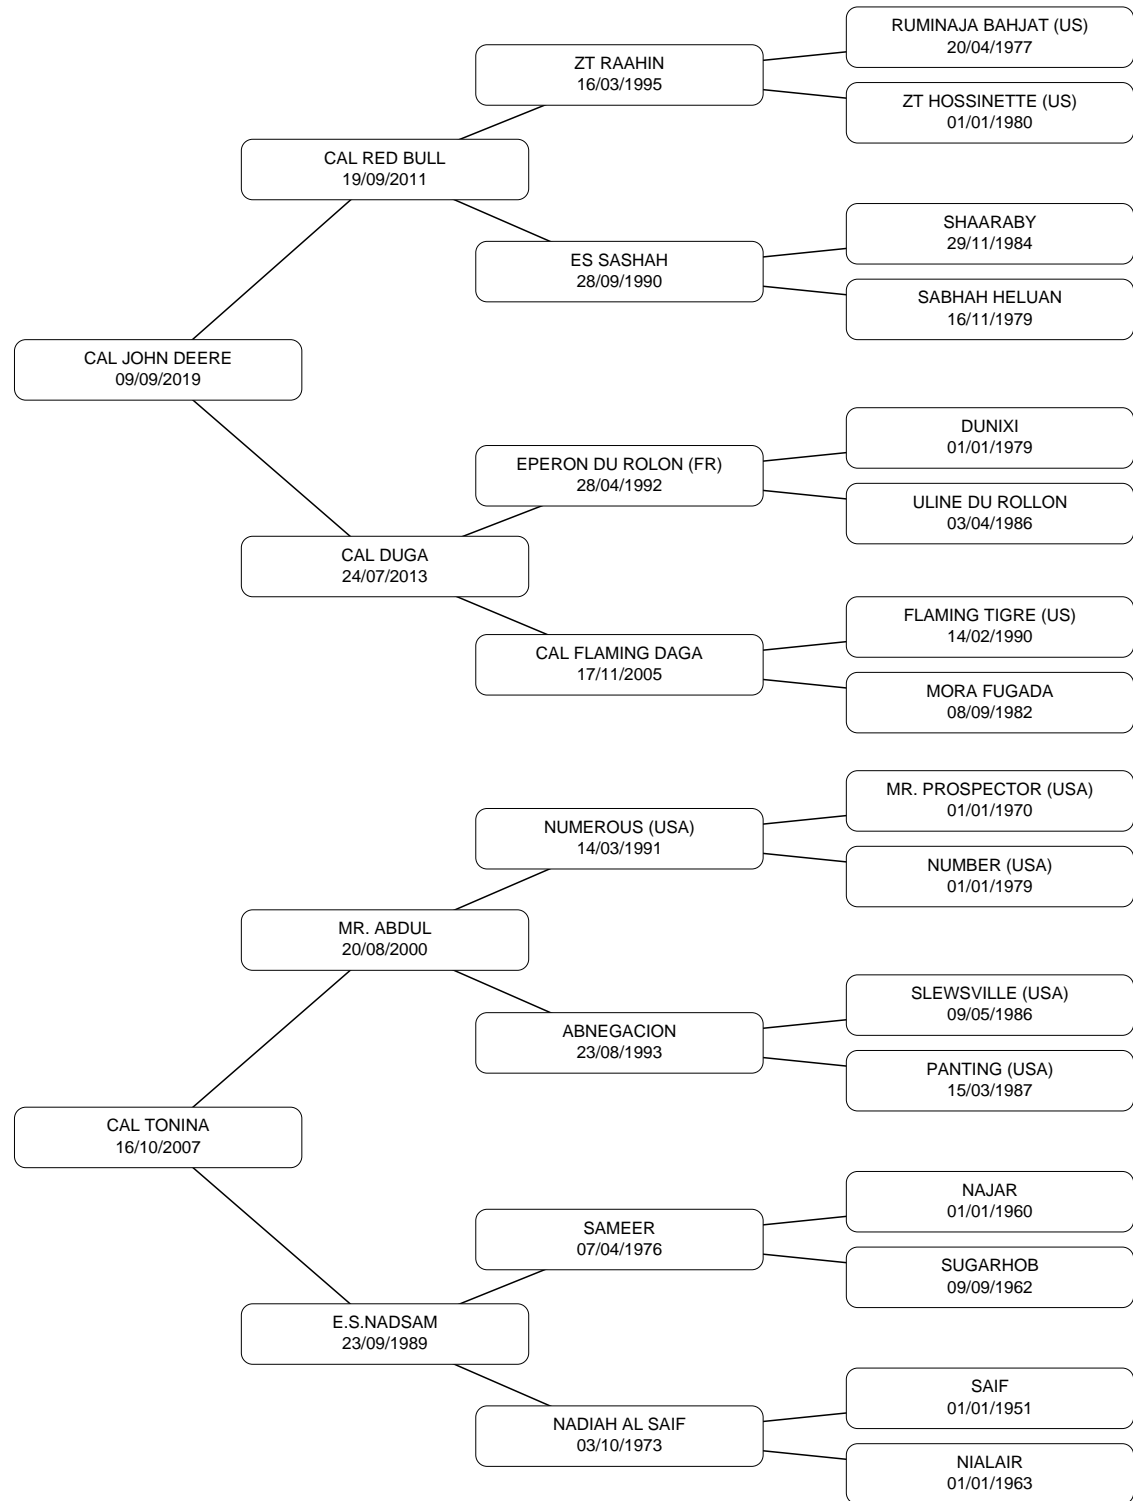 RUMINAJA BAHJAT (US)
20/04/1977
ZT RAAHIN
16/03/1995
ZT HOSSINETTE (US)
01/01/1980
CAL RED BULL
19/09/2011
SHAARABY
29/11/1984
ES SASHAH
28/09/1990
SABHAH HELUAN
16/11/1979
CAL JOHN DEERE
09/09/2019
DUNIXI
01/01/1979
EPERON DU ROLON (FR)
28/04/1992
ULINE DU ROLLON
03/04/1986
CAL DUGA
24/07/2013
FLAMING TIGRE (US)
14/02/1990
CAL FLAMING DAGA
17/11/2005
MORA FUGADA
08/09/1982
MR. PROSPECTOR (USA)
01/01/1970
NUMEROUS (USA)
14/03/1991
NUMBER (USA)
01/01/1979
MR. ABDUL
20/08/2000
SLEWSVILLE (USA)
09/05/1986
ABNEGACION
23/08/1993
PANTING (USA)
15/03/1987
CAL TONINA
16/10/2007
NAJAR
01/01/1960
SAMEER
07/04/1976
SUGARHOB
09/09/1962
E.S.NADSAM
23/09/1989
SAIF
01/01/1951
NADIAH AL SAIF
03/10/1973
NIALAIR
01/01/1963